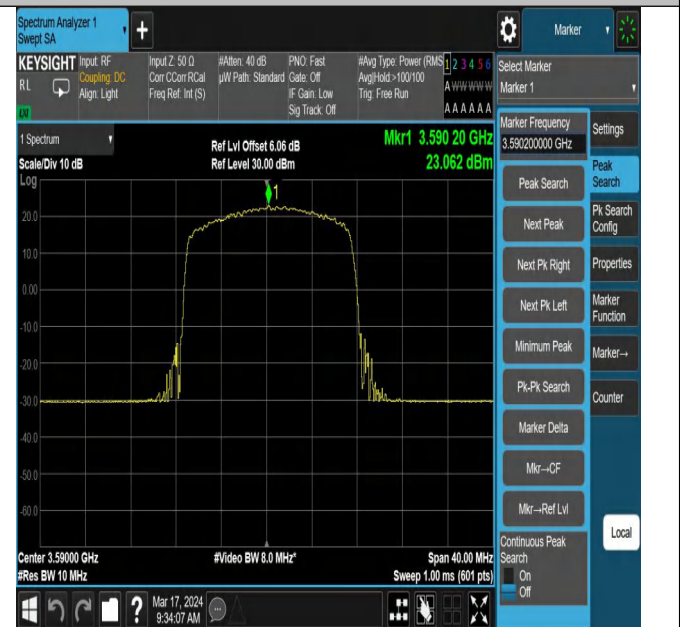 Spectrum Analyzer 1
Swept SA
+
Marker
KEYSIGHT
RL
Input: RF
Coupling: DC
Align: Light
Input Z: 50 Ω
Corr CCorr RCal
Freq Ref: Int (S)
#Atten: 40 dB
µW Path: Standard
PNO: Fast
Gate: Off
IF Gain: Low
Sig Track: Off
#Avg Type: Power (RMS
Avg|Hold:>100/100
Trig: Free Run
1 2 3 4 5 6
A W W W W W
A A A A A A
Select Marker
Marker 1
1 Spectrum
Scale/Div 10 dB
Log
Ref Lvl Offset 6.06 dB
Ref Level 30.00 dBm
Mkr1 3.590 20 GHz
23.062 dBm
1
20.0
10.0
0.00
-10.0
-20.0
-30.0
-40.0
-50.0
-60.0
Center 3.59000 GHz
#Res BW 10 MHz
#Video BW 8.0 MHz*
Span 40.00 MHz
Sweep 1.00 ms (601 pts)
Marker Frequency
3.590200000 GHz
Peak Search
Next Peak
Next Pk Right
Next Pk Left
Minimum Peak
Pk-Pk Search
Marker Delta
Mkr→CF
Mkr→Ref Lvl
Continuous Peak
Search
On
Off
Settings
Peak
Search
Pk Search
Config
Properties
Marker
Function
Marker→
Counter
Local
?
Mar 17, 2024
9:34:07 AM